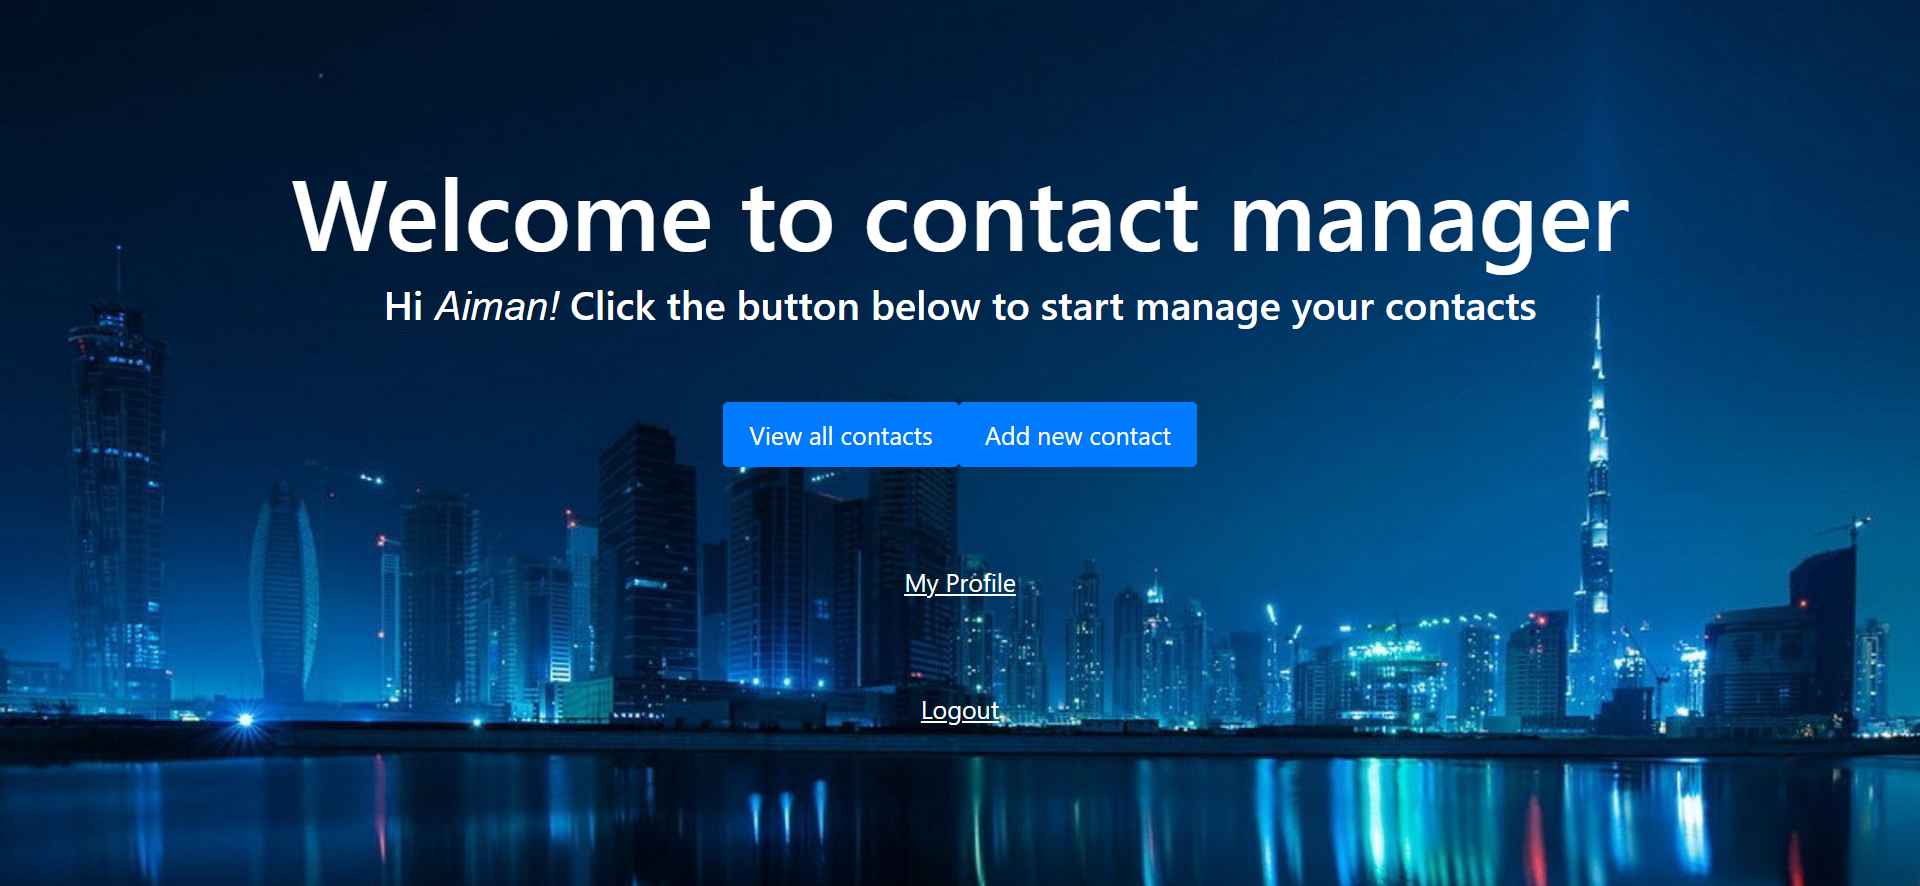 Welcome to contact manager
Hi Aiman! Click the button below to start manage your contacts
View all contacts
Add new contact
My Profile
Logout